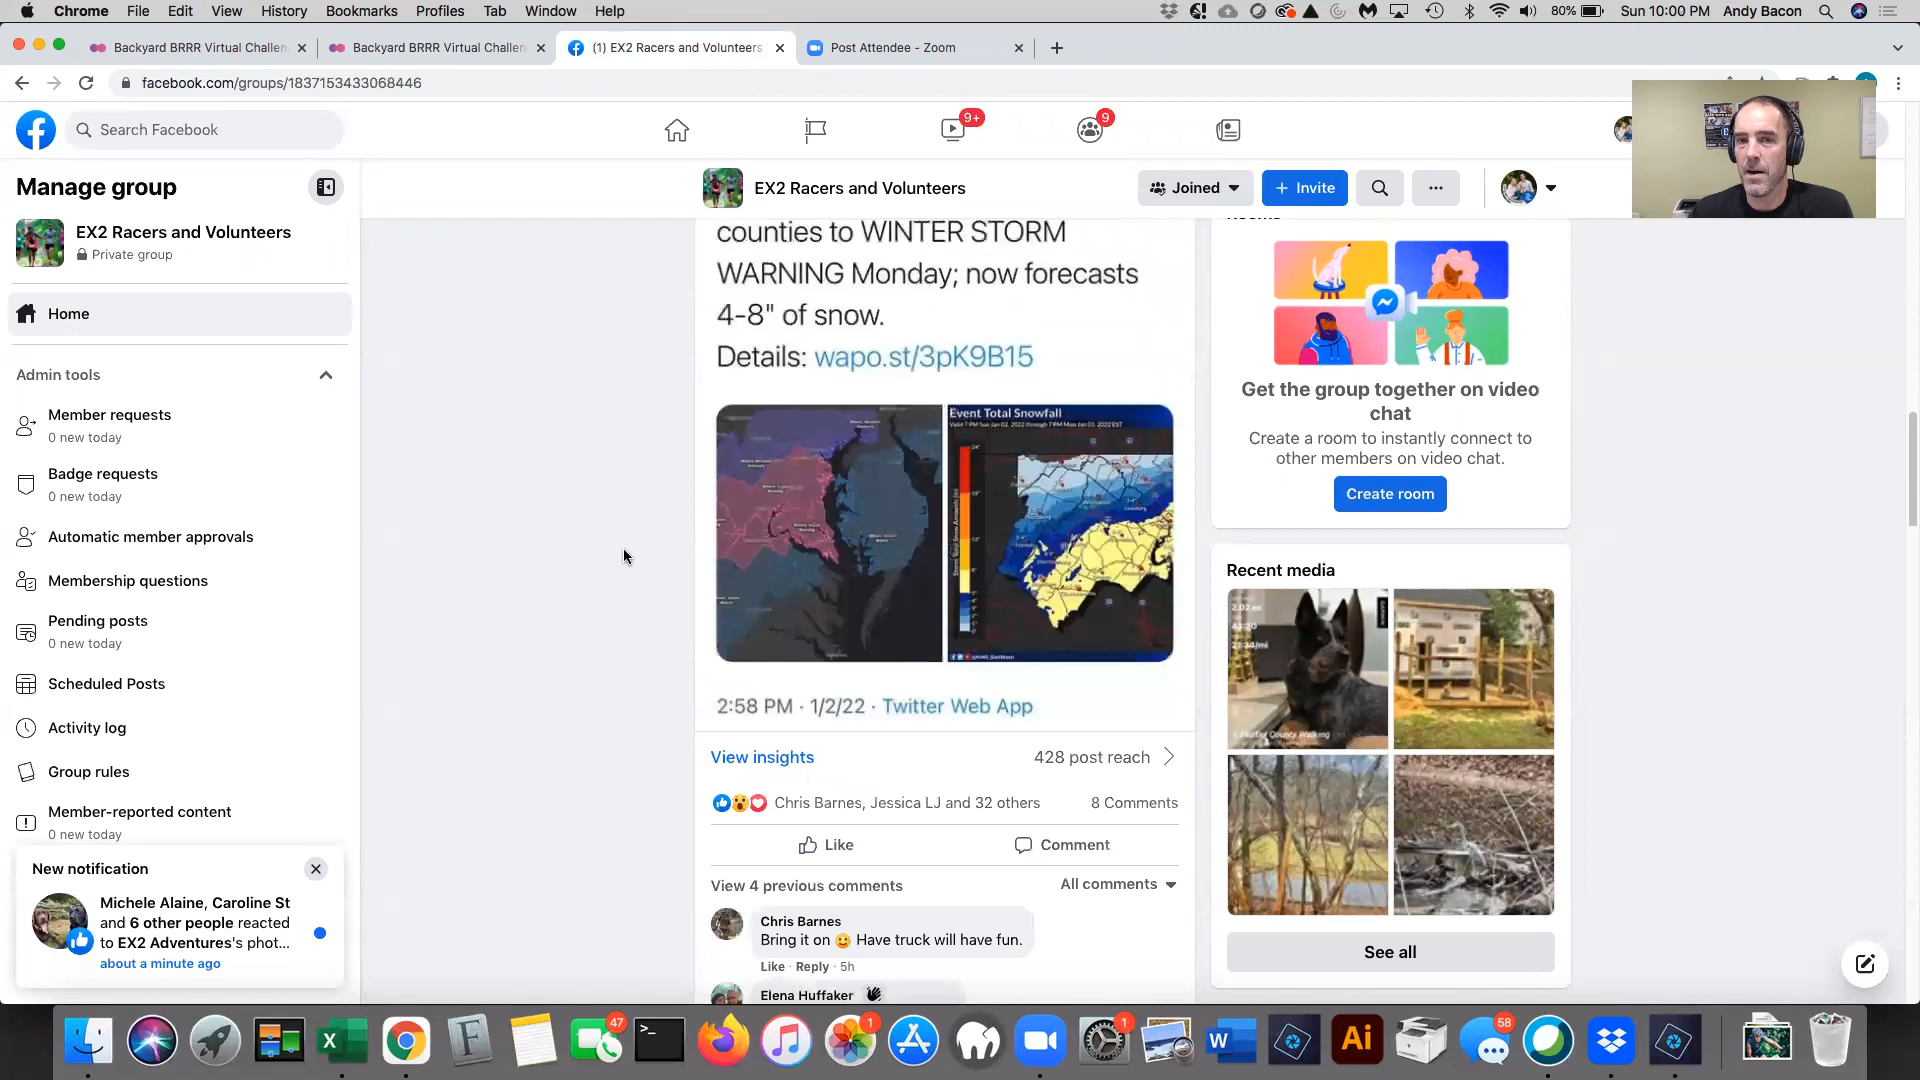 Chrome File Edit View History Bookmarks Profiles Tab Window Help 80% Sun 10:00 PM Andy Bacon
Backyard BRRR Virtual Challen Backyard BRRR Virtual Challen (1) EX2 Racers and Volunteers Post Attendee - Zoom
facebook.com/groups/1837153433068446
Search Facebook 9+ 9
Manage group
EX2 Racers and Volunteers
Private group
Home
Admin tools
Member requests
0 new today
Badge requests
0 new today
Automatic member approvals
Membership questions
Pending posts
0 new today
Scheduled Posts
Activity log
Group rules
Member-reported content
0 new today
New notification
Michele Alaine, Caroline St
and 6 other people reacted
to EX2 Adventures's phot...
about a minute ago
EX2 Racers and Volunteers Joined + Invite ...
counties to WINTER STORM
WARNING Monday; now forecasts
4-8" of snow.
Details: wapo.st/3pK9B15
Event Total Snowfall
2:58 PM · 1/2/22 · Twitter Web App
View insights 428 post reach
Chris Barnes, Jessica LJ and 32 others 8 Comments
Like Comment
View 4 previous comments All comments
Chris Barnes
Bring it on 😀 Have truck will have fun.
Like · Reply · 5h
Elena Huffaker
Get the group together on video
chat
Create a room to instantly connect to
other members on video chat.
Create room
Recent media
See all
47 1 1 58